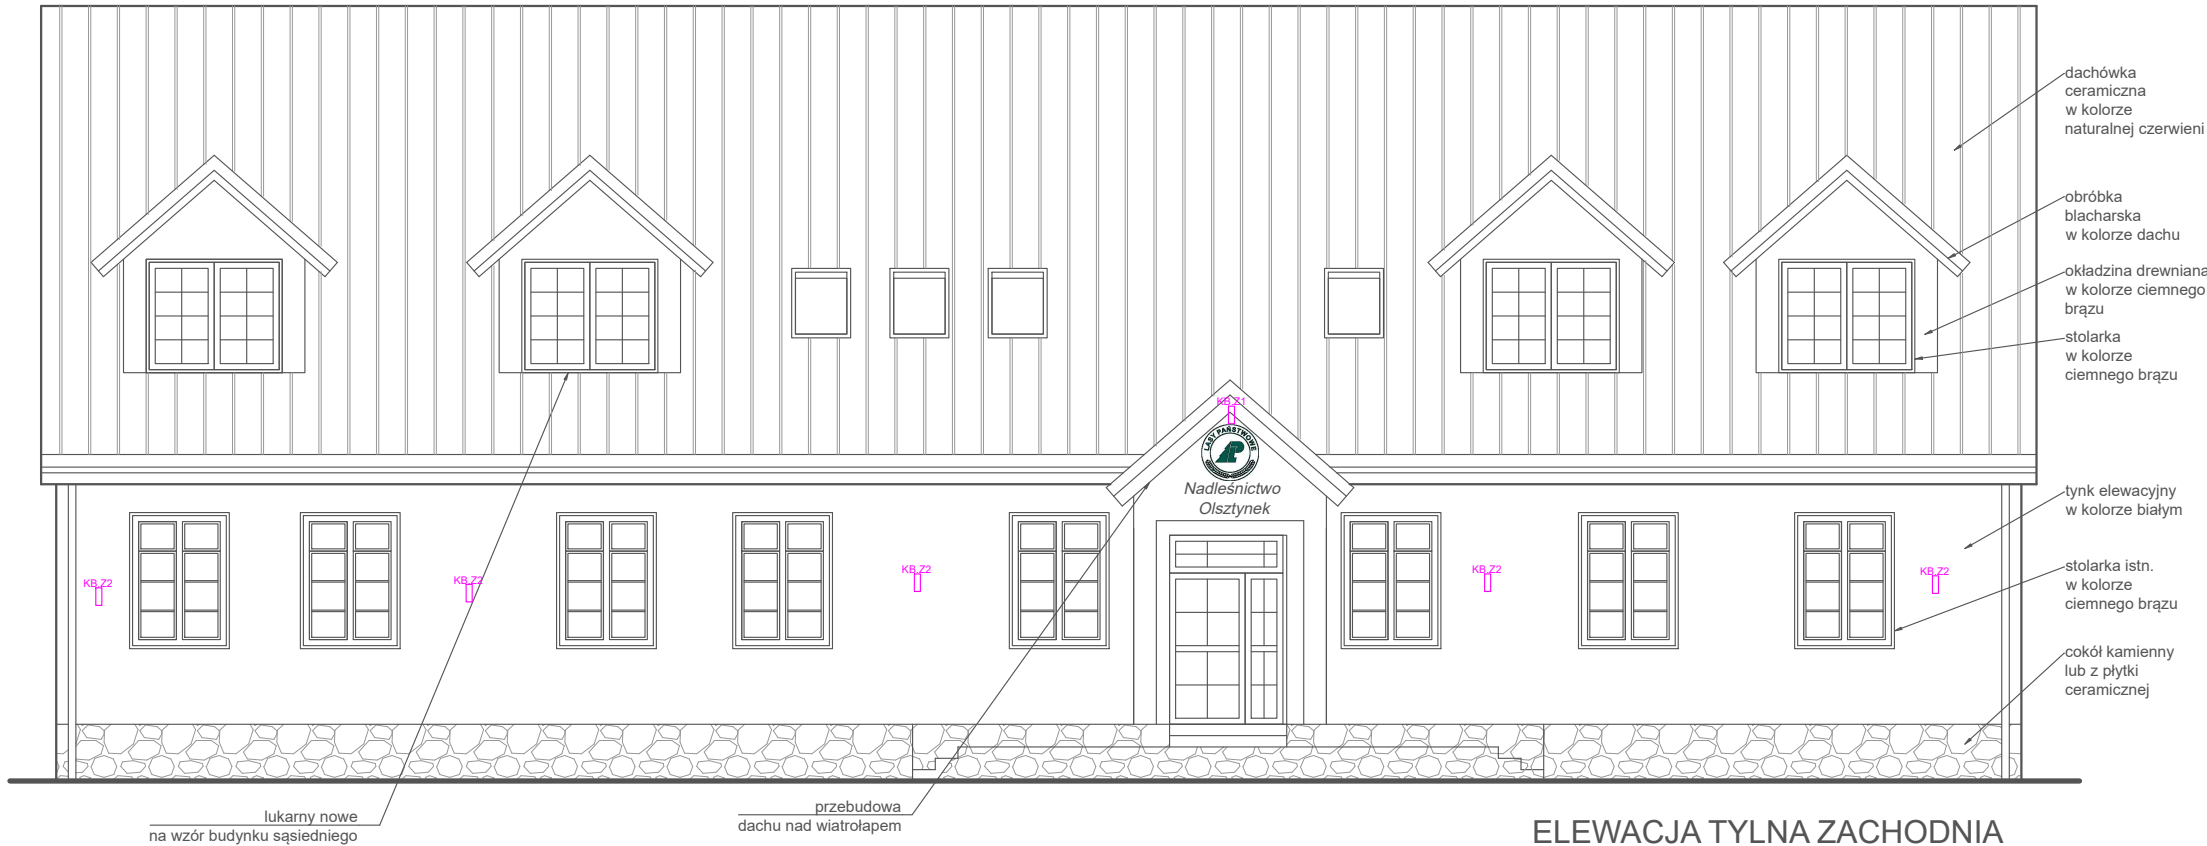 dachówka
ceramiczna
w kolorze
naturalnej czerwieni
obróbka
blacharska
w kolorze dachu
okładzina drewniana
w kolorze ciemnego
brązu
stolarka
w kolorze
ciemnego brązu
KB.Z1
LASY PAŃSTWOWE
Nadleśnictwo
Olsztynek
tynk elewacyjny
w kolorze białym
KB.Z2
KB.Z2
KB.Z2
KB.Z2
KB.Z2
stolarka istn.
w kolorze
ciemnego brązu
cokół kamienny
lub z płytki
ceramicznej
lukarny nowe
na wzór budynku sąsiedniego
przebudowa
dachu nad wiatrołapem
ELEWACJA TYLNA ZACHODNIA